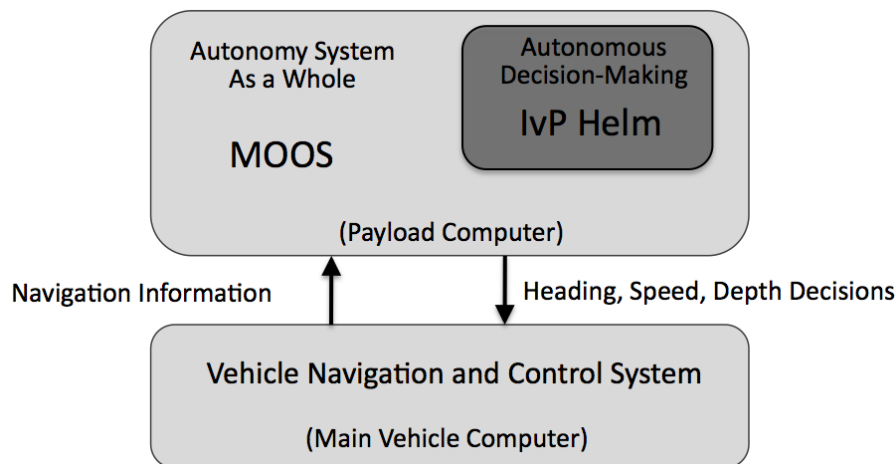 Autonomy System
As a Whole
MOOS
Autonomous
Decision-Making
IvP Helm
(Payload Computer)
Navigation Information
Heading, Speed, Depth Decisions
Vehicle Navigation and Control System
(Main Vehicle Computer)